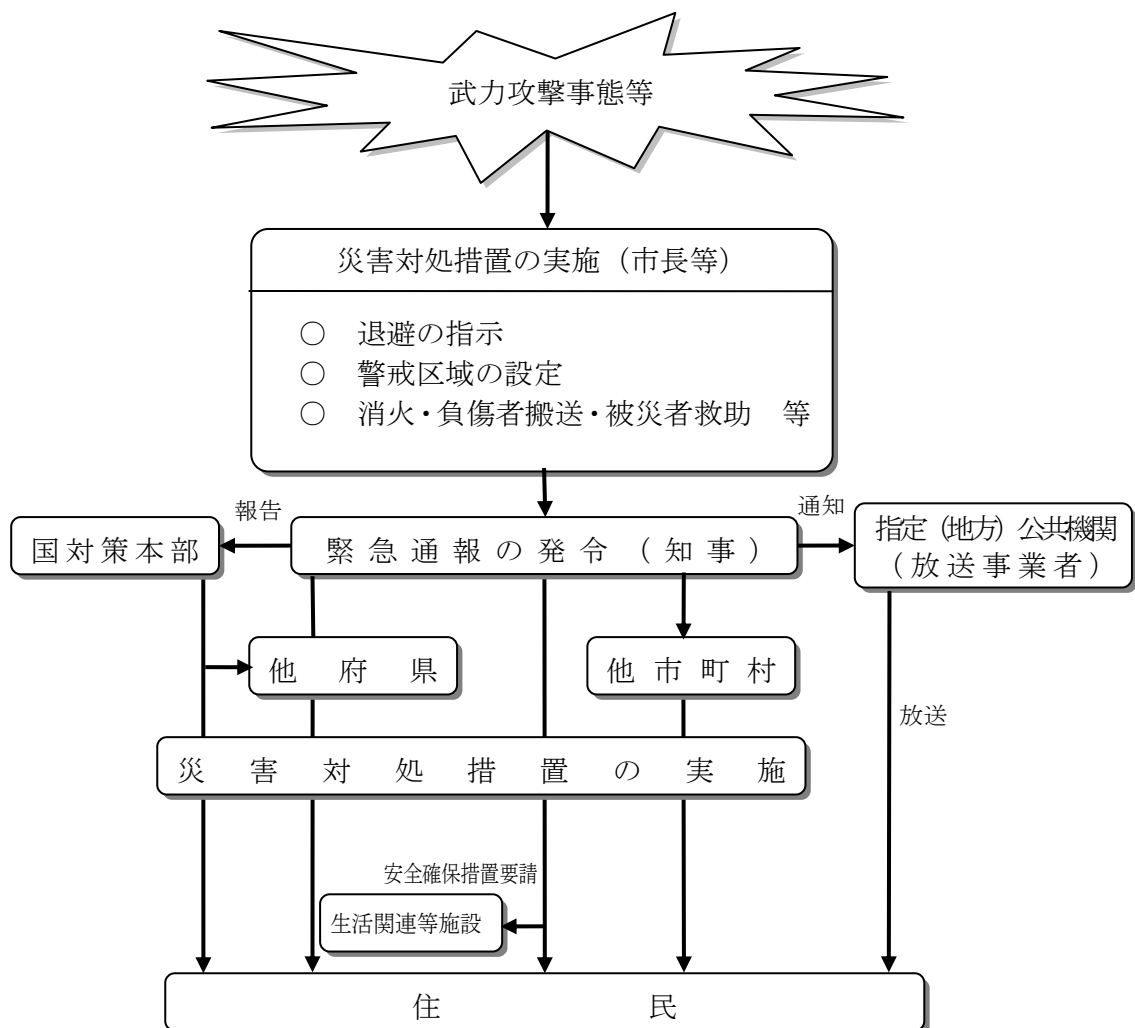 武力攻撃事態等
災害対処措置の実施（市長等）
○ 退避の指示
○ 警戒区域の設定
○ 消火・負傷者搬送・被災者救助 等
報告
通知
国対策本部
緊急通報の発令（知事）
指定（地方）公共機関
（放送事業者）
他府県
他市町村
放送
災害対処措置の実施
安全確保措置要請
生活関連等施設
住民